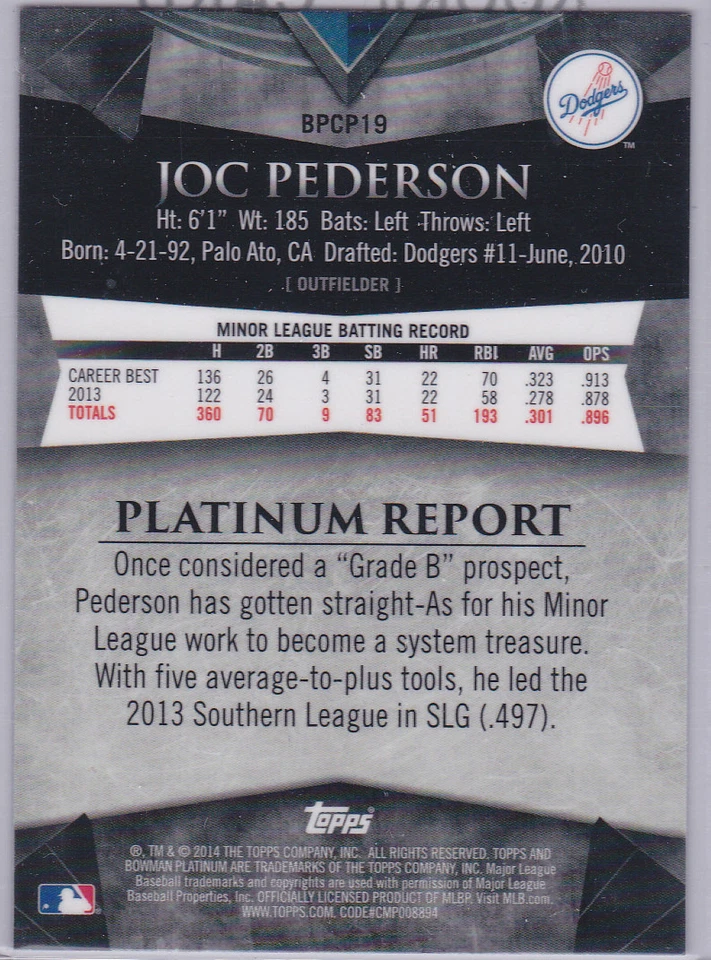 BPCP19
Dodgers
TM
JOC PEDERSON
Ht: 6'1" Wt: 185 Bats: Left Throws: Left
Born: 4-21-92, Palo Ato, CA Drafted: Dodgers #11-June, 2010
[ OUTFIELDER ]
MINOR LEAGUE BATTING RECORD
H 2B 3B SB HR RBI AVG OPS
CAREER BEST 136 26 4 31 22 70 .323 .913
2013 122 24 3 31 22 58 .278 .878
TOTALS 360 70 9 83 51 193 .301 .896
PLATINUM REPORT
Once considered a “Grade B” prospect,
Pederson has gotten straight-As for his Minor
League work to become a system treasure.
With five average-to-plus tools, he led the
2013 Southern League in SLG (.497).
Topps
®, TM & © 2014 THE TOPPS COMPANY, INC. ALL RIGHTS RESERVED. TOPPS AND
BOWMAN PLATINUM ARE TRADEMARKS OF THE TOPPS COMPANY, INC. Major League
Baseball trademarks and copyrights are used with permission of Major League
Baseball Properties, Inc. OFFICIALLY LICENSED PRODUCT OF MLBP. Visit MLB.com.
WWW.TOPPS.COM. CODE#CMP008894